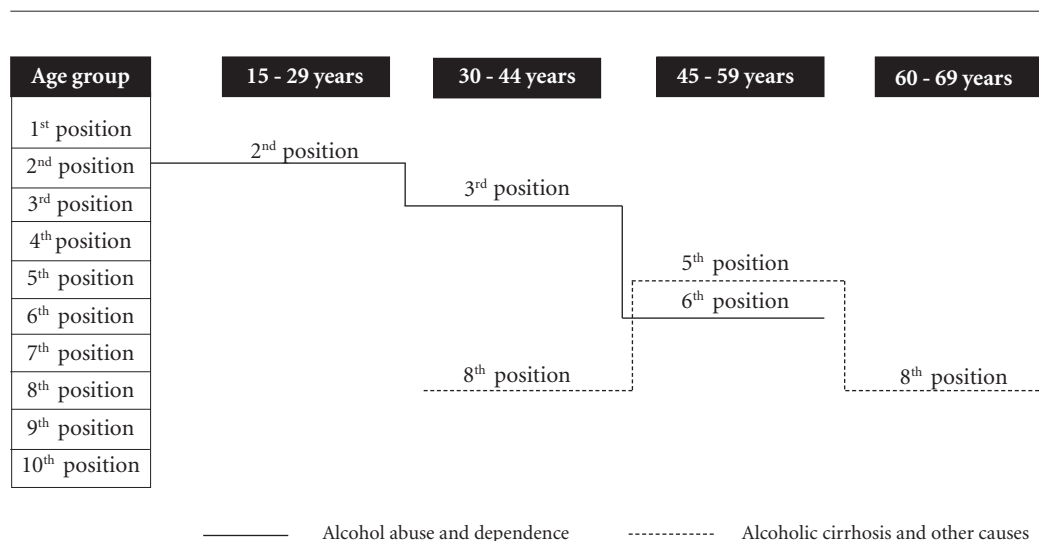 Age group 15 - 29 years 30 - 44 years 45 - 59 years 60 - 69 years
1st position
2nd position
3rd position
4th position
5th position
6th position
7th position
8th position
9th position
10th position
2nd position
3rd position
5th position
6th position
8th position
8th position
Alcohol abuse and dependence Alcoholic cirrhosis and other causes